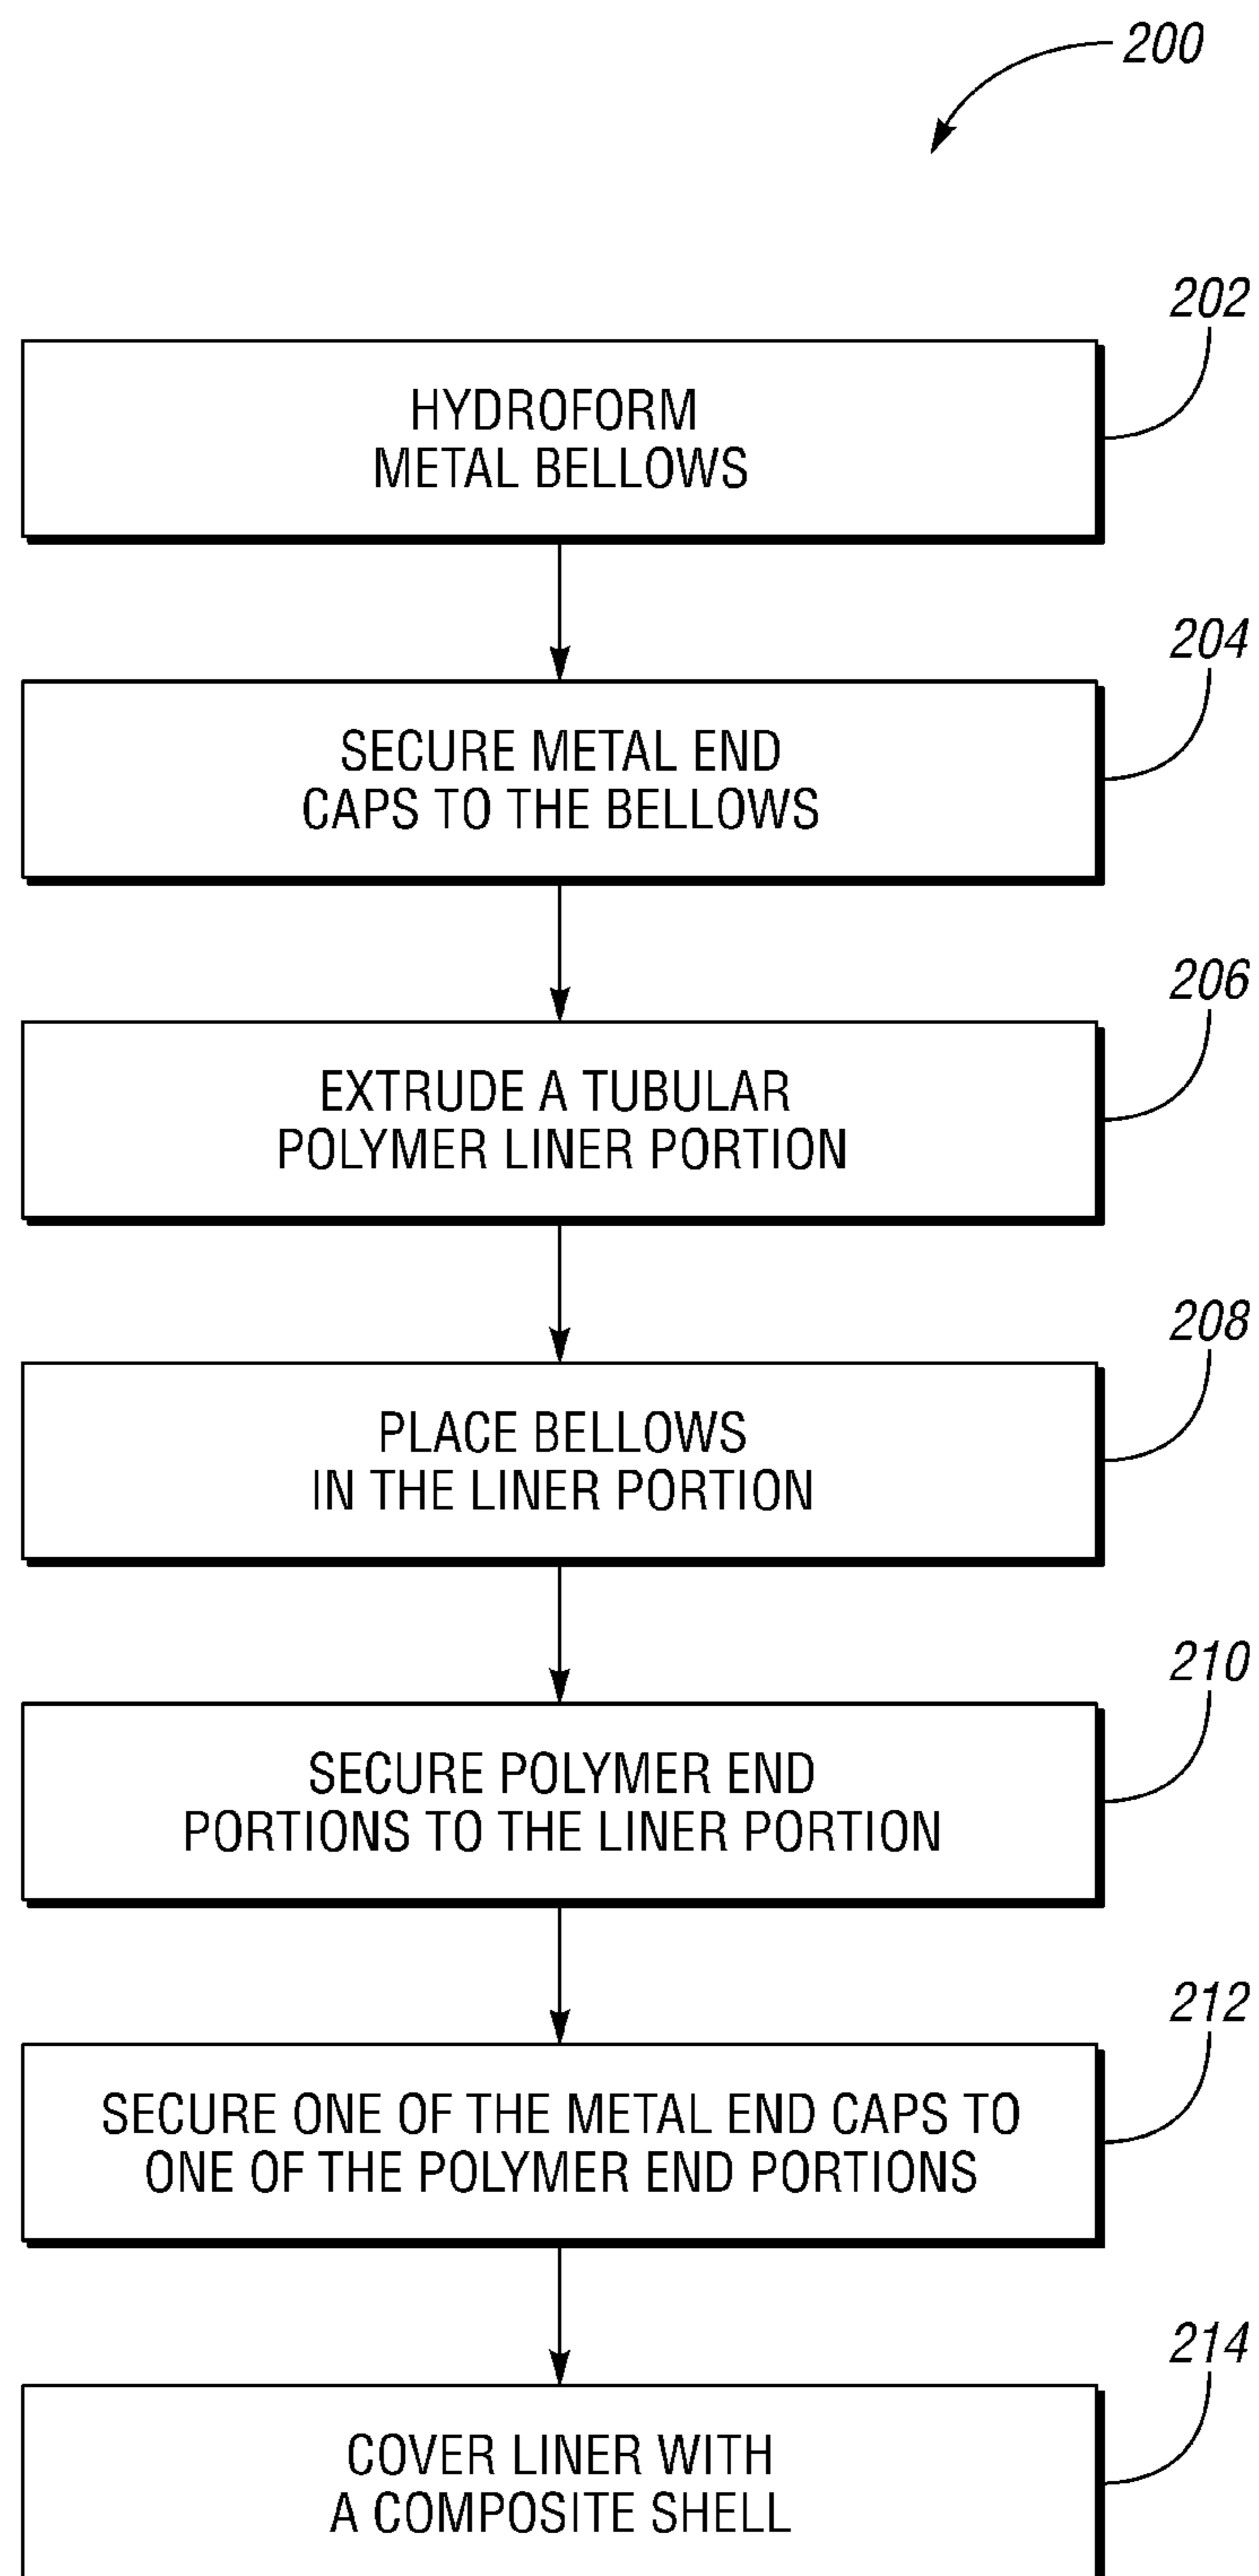 200
202
HYDROFORM
METAL BELLOWS
204
SECURE METAL END
CAPS TO THE BELLOWS
206
EXTRUDE A TUBULAR
POLYMER LINER PORTION
208
PLACE BELLOWS
IN THE LINER PORTION
210
SECURE POLYMER END
PORTIONS TO THE LINER PORTION
212
SECURE ONE OF THE METAL END CAPS TO
ONE OF THE POLYMER END PORTIONS
214
COVER LINER WITH
A COMPOSITE SHELL